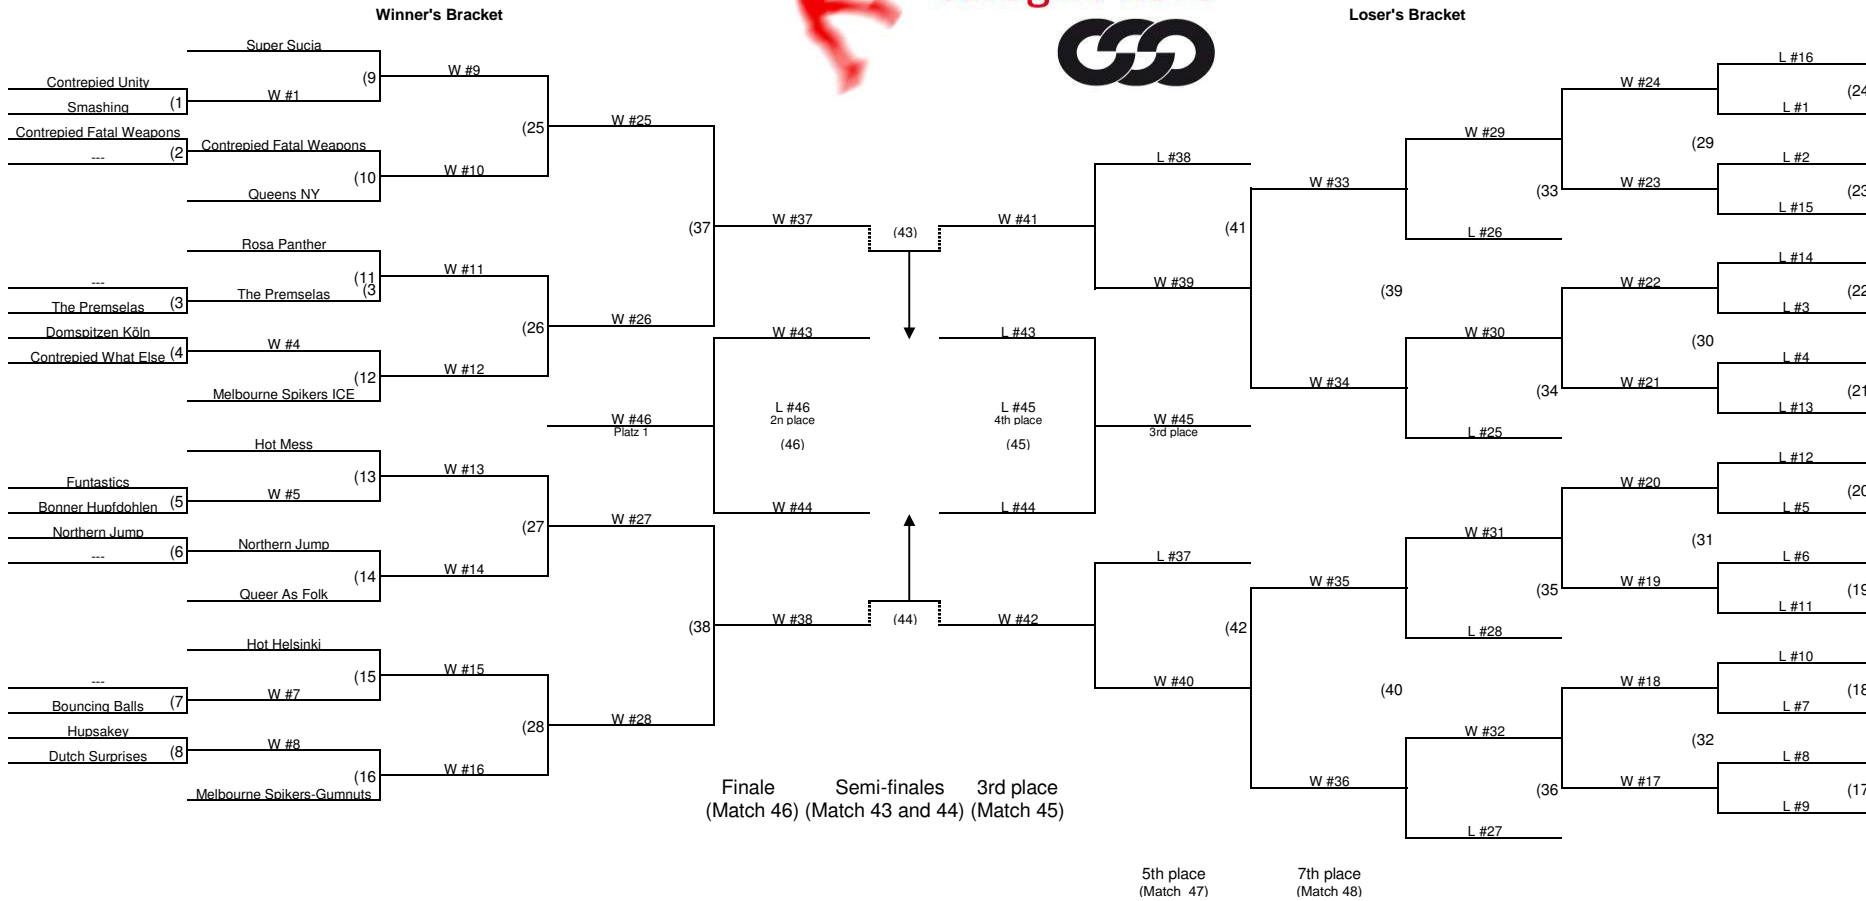 Winner's Bracket
Loser's Bracket
Super Sucia
Contrepied Unity
Smashing
(1
W #1
(9
W #9
Contrepied Fatal Weapons
---
(2
Contrepied Fatal Weapons
Queens NY
(10
W #10
(25
W #25
Rosa Panther
---
The Premselas
(3
The Premselas
(11
(3
W #11
Domspitzen Köln
Contrepied What Else
(4
W #4
Melbourne Spikers ICE
(12
W #12
(26
W #26
(37
W #37
Hot Mess
Funtastics
Bonner Hupfdohlen
(5
W #5
(13
W #13
Northern Jump
---
(6
Northern Jump
Queer As Folk
(14
W #14
(27
W #27
Hot Helsinki
---
Bouncing Balls
(7
W #7
(15
W #15
Hupsakey
Dutch Surprises
(8
W #8
Melbourne Spikers-Gumnuts
(16
W #16
(28
W #28
(38
W #38
(43)
W #41
W #43
L #43
W #46
Platz 1
L #46
2n place
(46)
L #45
4th place
(45)
W #45
3rd place
W #44
L #44
(44)
W #42
L #38
(41
W #39
L #37
(42
W #40
W #33
(39
W #34
W #35
(40
W #36
W #29
(33
L #26
W #30
(34
L #25
W #31
(35
L #28
W #32
(36
L #27
W #24
(29
W #23
W #22
(30
W #21
W #20
(31
W #19
W #18
(32
W #17
L #16
(24
L #1
L #2
(23
L #15
L #14
(22
L #3
L #4
(21
L #13
L #12
(20
L #5
L #6
(19
L #11
L #10
(18
L #7
L #8
(17
L #9
Finale Semi-finales 3rd place
(Match 46) (Match 43 and 44) (Match 45)
5th place 7th place
(Match 47) (Match 48)